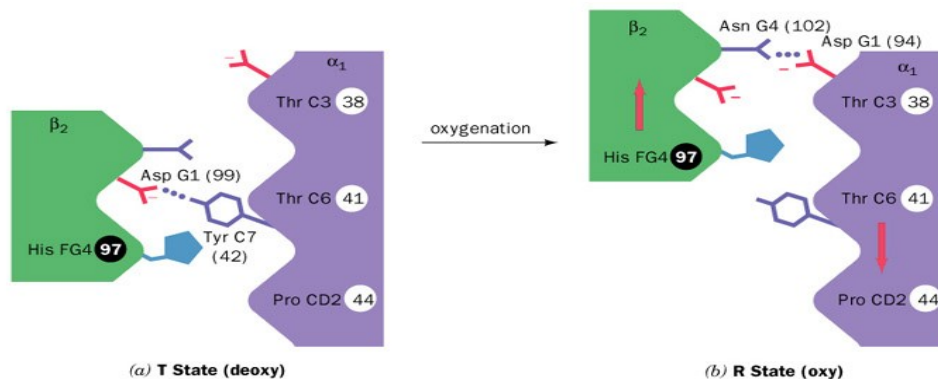 β₂
Asp G1 (99)
His FG4 97
Tyr C7
(42)
α₁
Thr C3 38
Thr C6 41
Pro CD2 44
(a) T State (deoxy)
oxygenation
β₂
Asn G4 (102)
Asp G1 (94)
His FG4 97
α₁
Thr C3 38
Thr C6 41
Pro CD2 44
(b) R State (oxy)